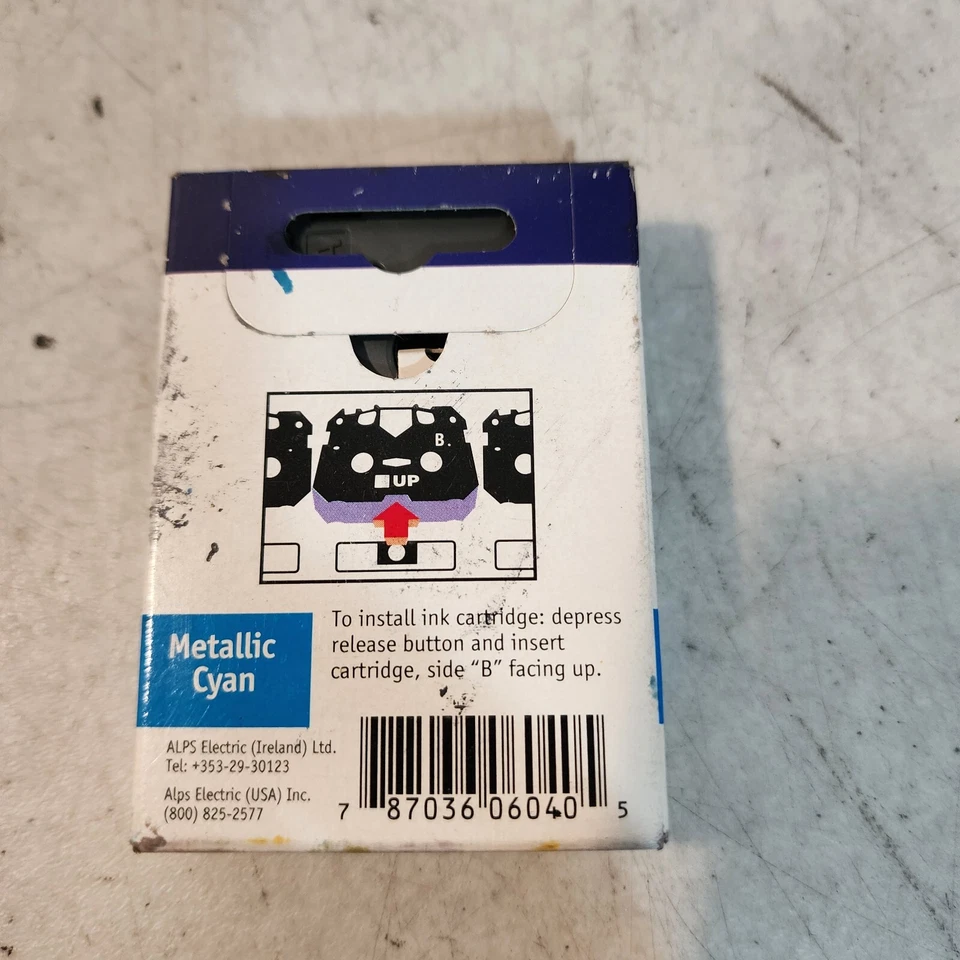 B.
UP
To install ink cartridge: depress
release button and insert
cartridge, side “B” facing up.
Metallic
Cyan
ALPS Electric (Ireland) Ltd.
Tel: +353-29-30123
Alps Electric (USA) Inc.
(800) 825-2577
7 87036 06040 5